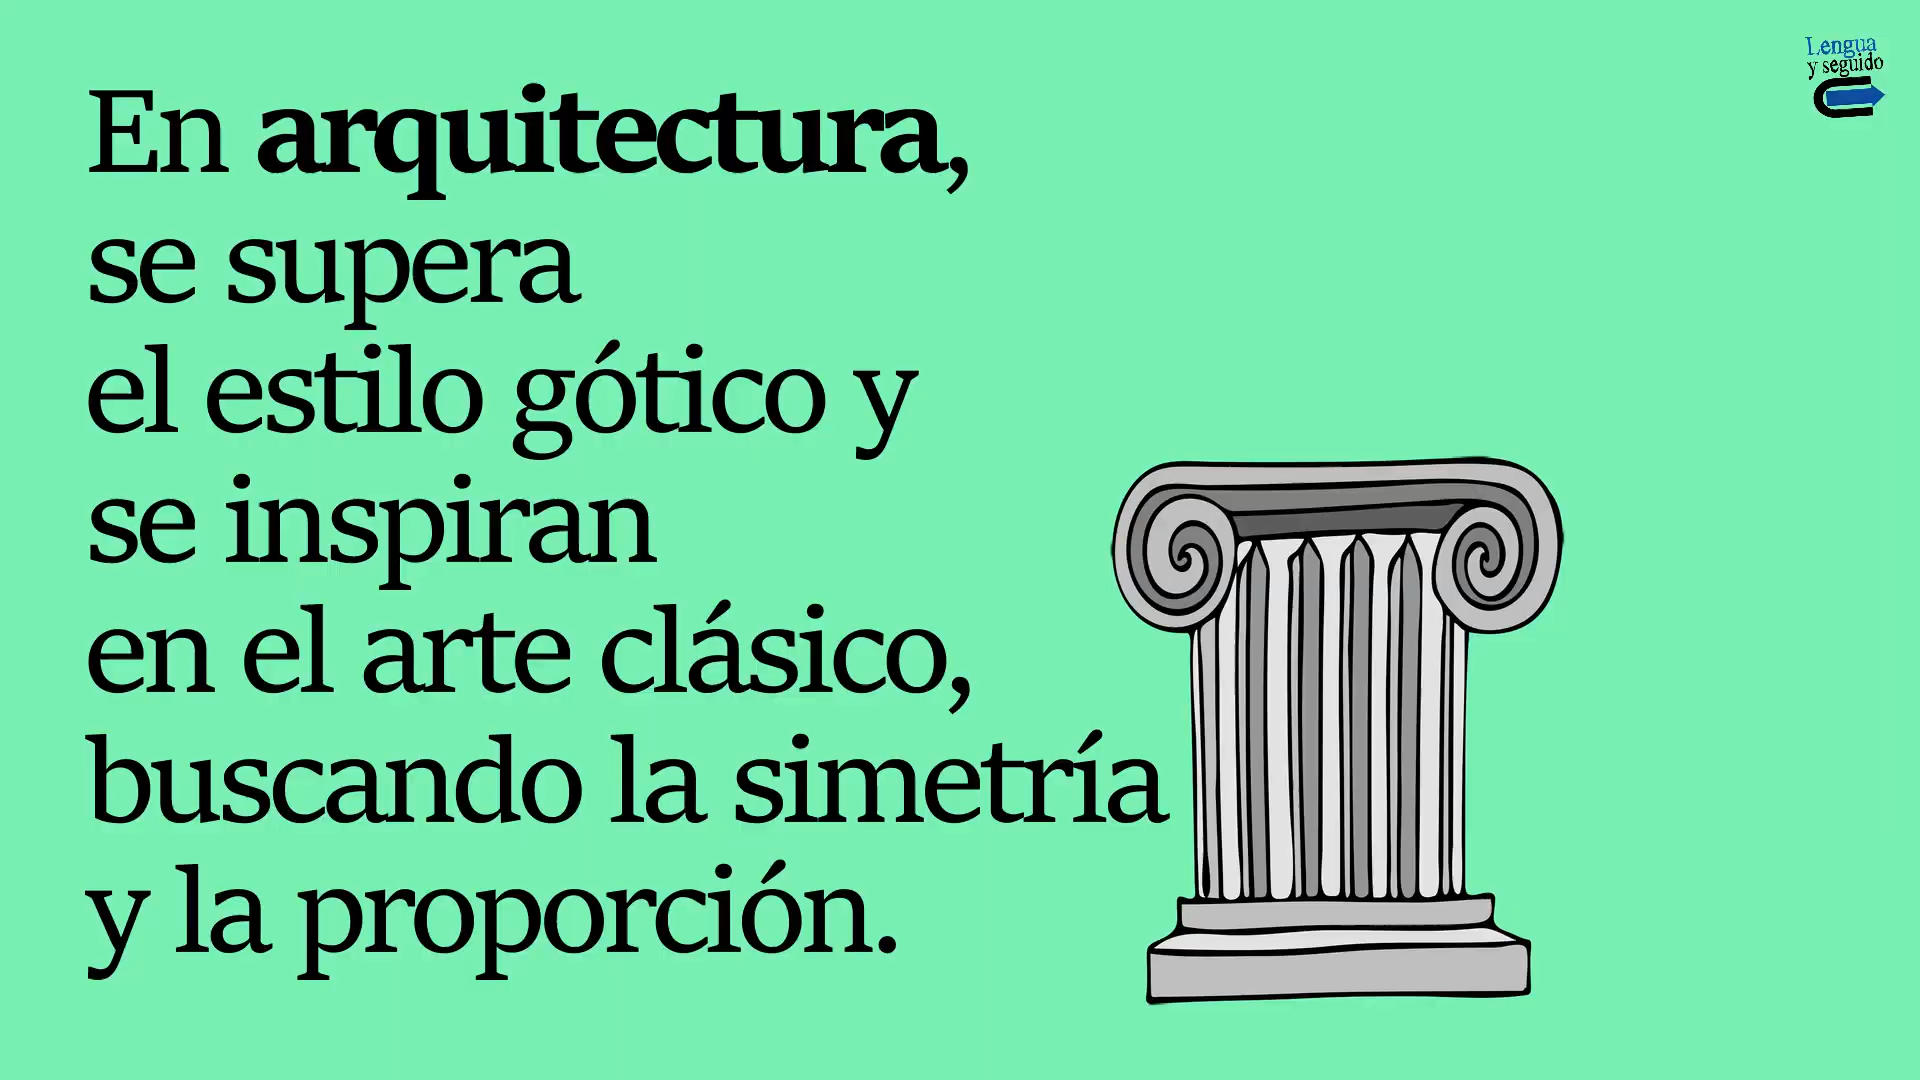 En arquitectura,
se supera
el estilo gótico y
se inspiran
en el arte clásico,
buscando la simetría
y la proporción.
Lengua
y seguido